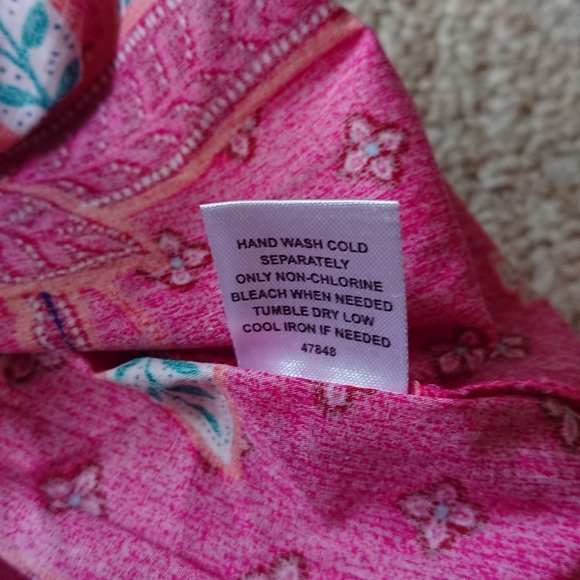 HAND WASH COLD
SEPARATELY
ONLY NON-CHLORINE
BLEACH WHEN NEEDED
TUMBLE DRY LOW
COOL IRON IF NEEDED
47848